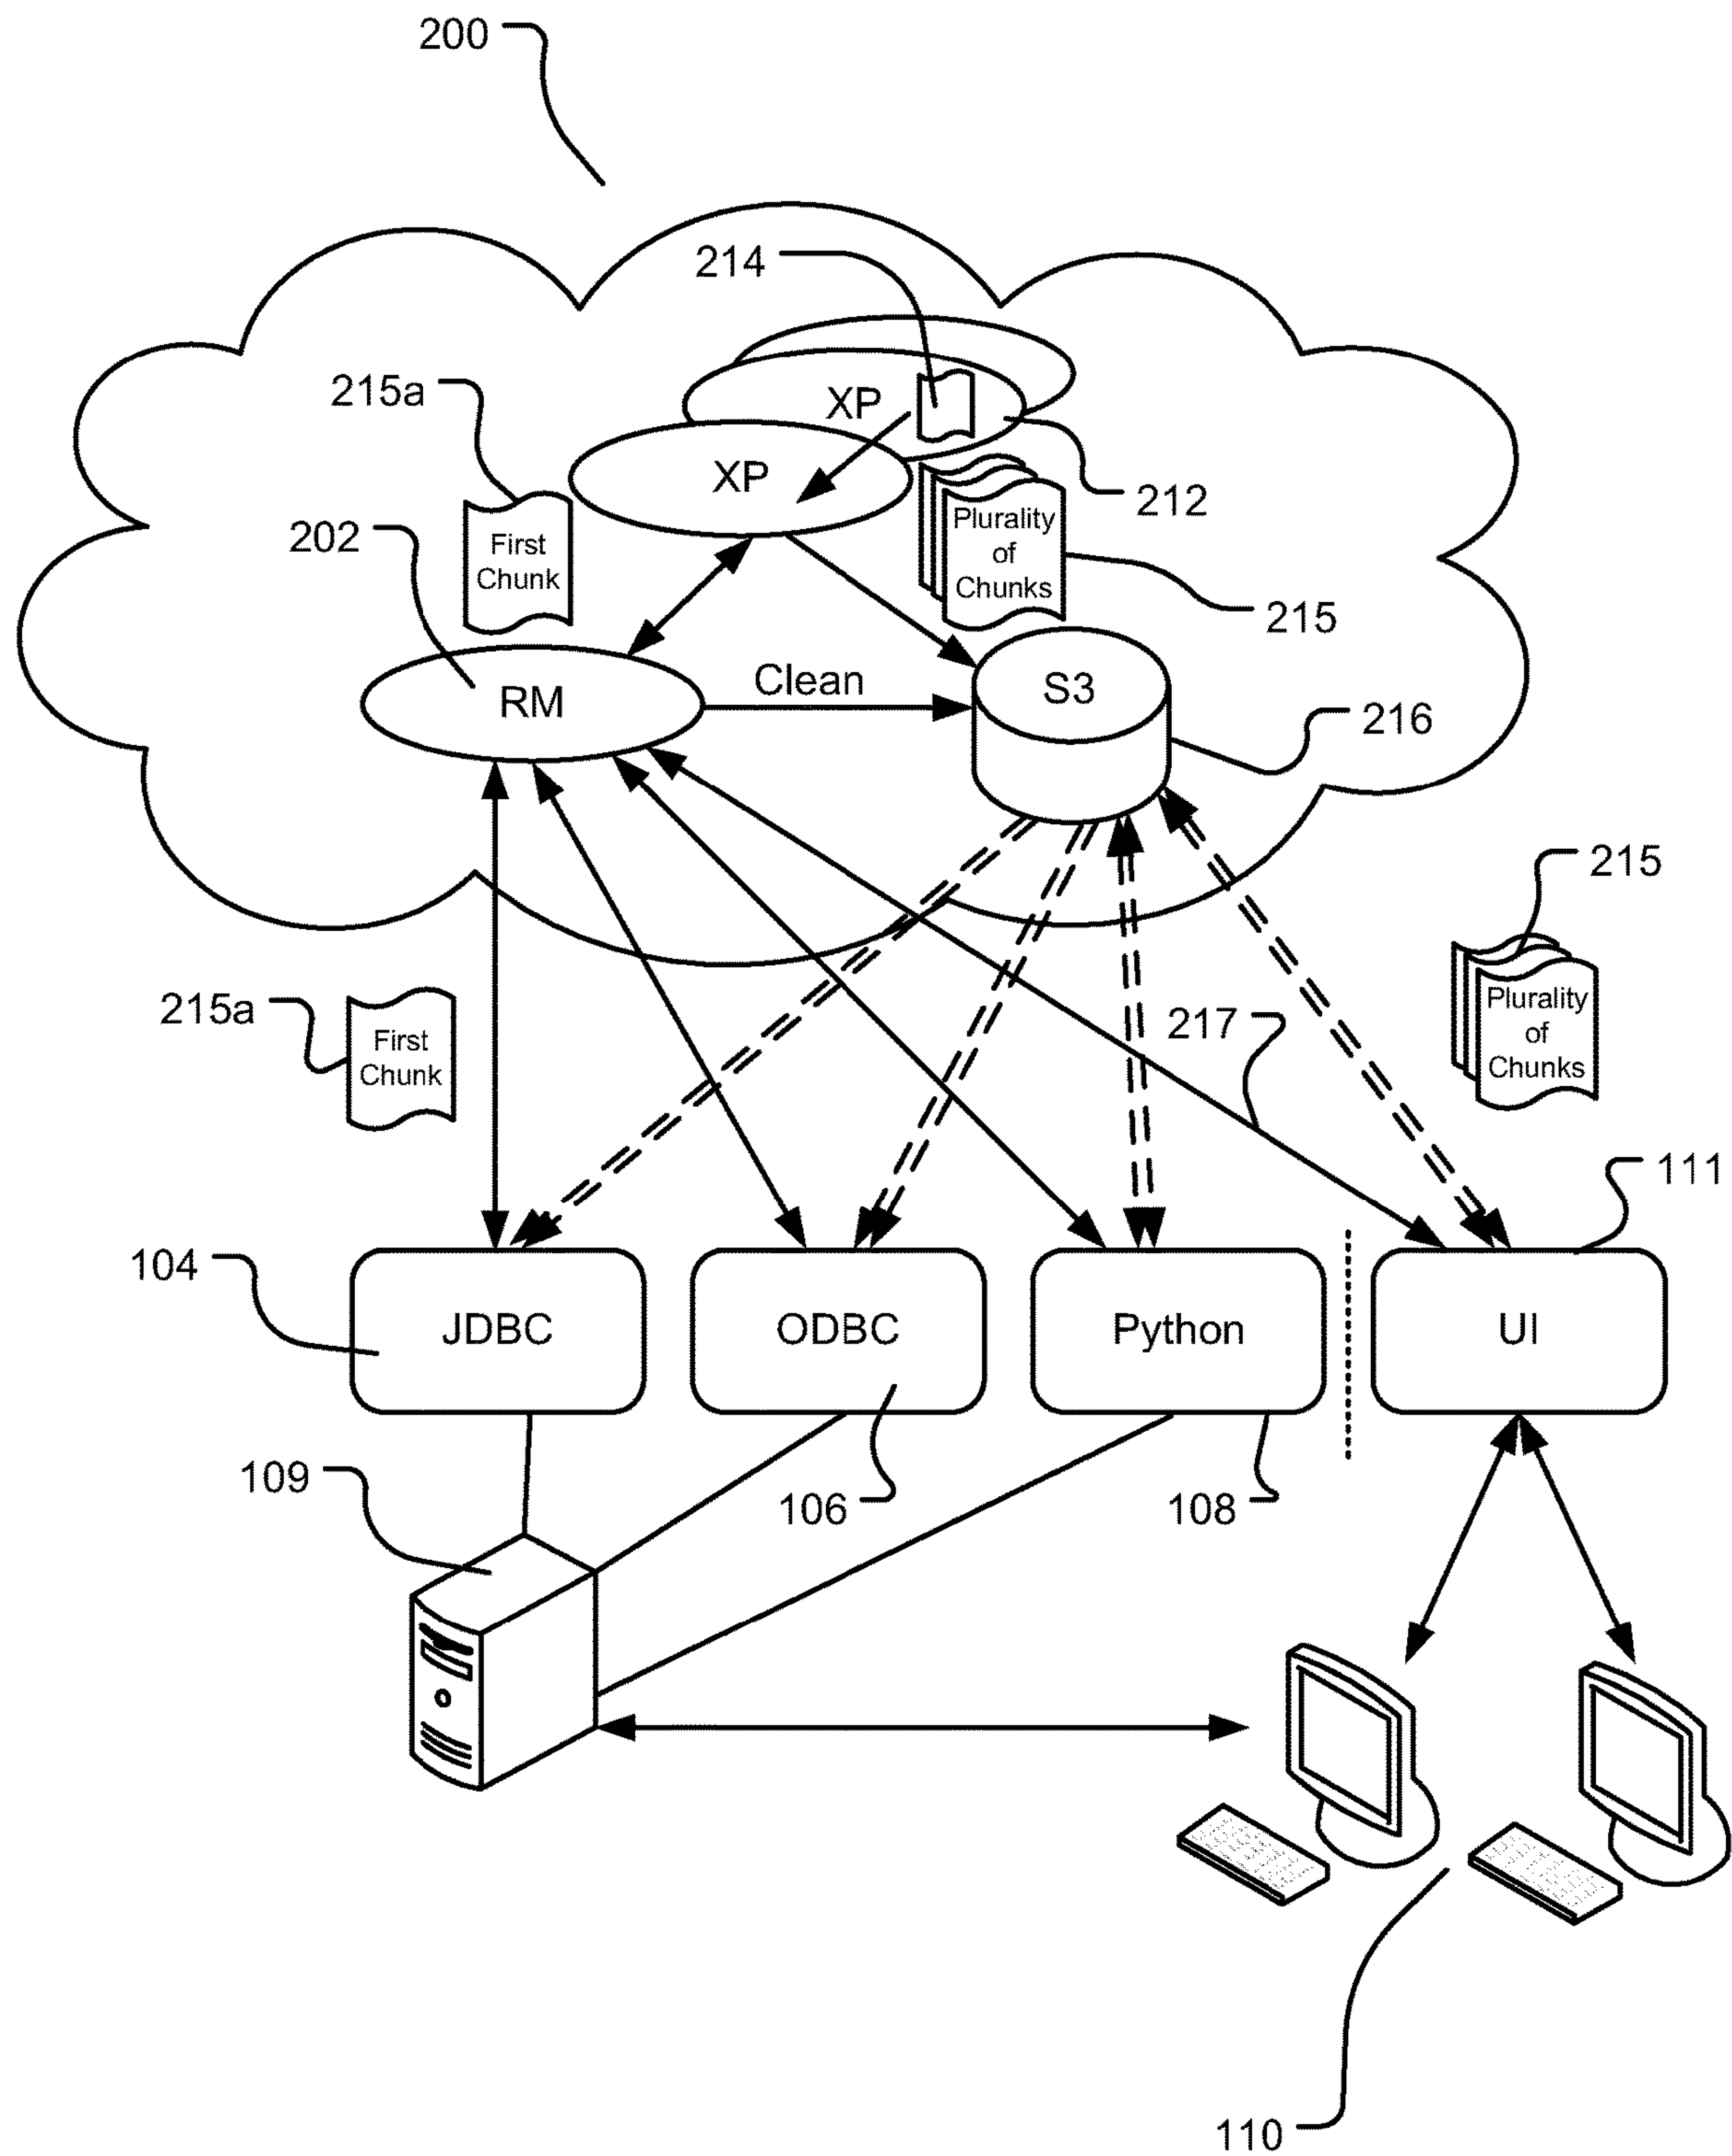 200
214
215a
XP
XP
212
First
Chunk
Plurality
of
Chunks
202
215
Clean
RM
S3
216
215
215a
First
Chunk
217
Plurality
of
Chunks
111
104
JDBC
ODBC
Python
UI
109
106
108
110